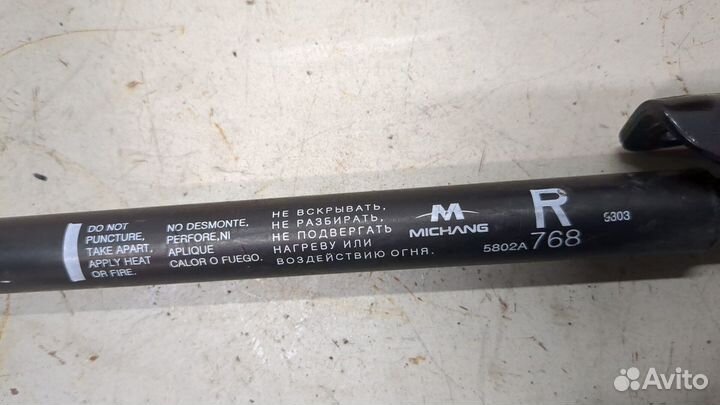 DO NOT
PUNCTURE,
TAKE APART,
APPLY HEAT
OR FIRE.
NO DESMONTE,
PERFORE,NI
APLIQUE
CALOR O FUEGO.
НЕ ВСКРЫВАТЬ,
НЕ РАЗБИРАТЬ,
НЕ ПОДВЕРГАТЬ
НАГРЕВУ ИЛИ
ВОЗДЕЙСТВИЮ ОГНЯ.
M
MICHANG
R
5802A 768
9303
Avito